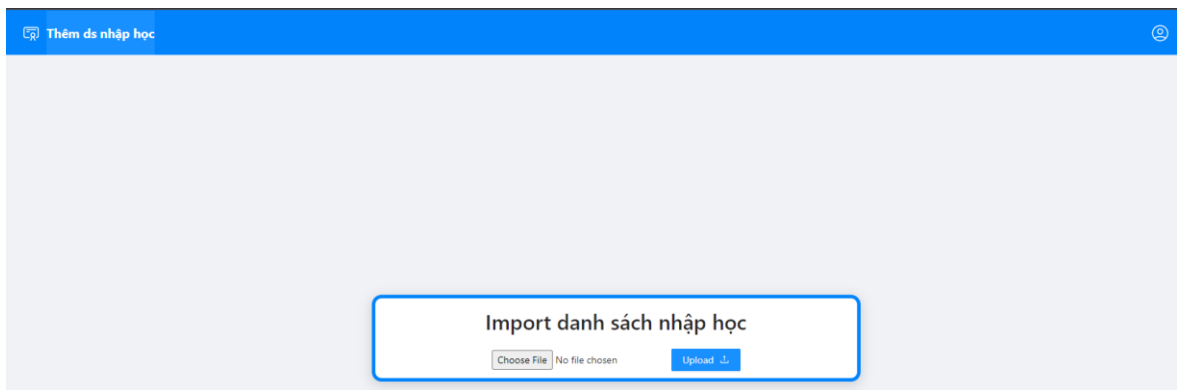 Thêm ds nhập học
Import danh sách nhập học
Choose File No file chosen Upload